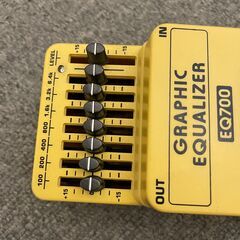 +15
-15
100 200 400 800 1.6k 3.2k 6.4k LEVEL
+15
-15
GRAPHIC
EQUALIZER
EQ700
IN
OUT